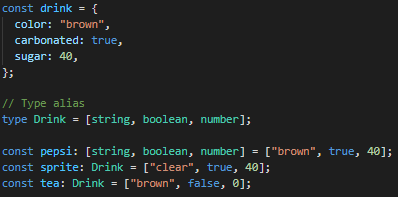 const drink = {
  color: "brown",
  carbonated: true,
  sugar: 40,
};

// Type alias
type Drink = [string, boolean, number];

const pepsi: [string, boolean, number] = ["brown", true, 40];
const sprite: Drink = ["clear", true, 40];
const tea: Drink = ["brown", false, 0];